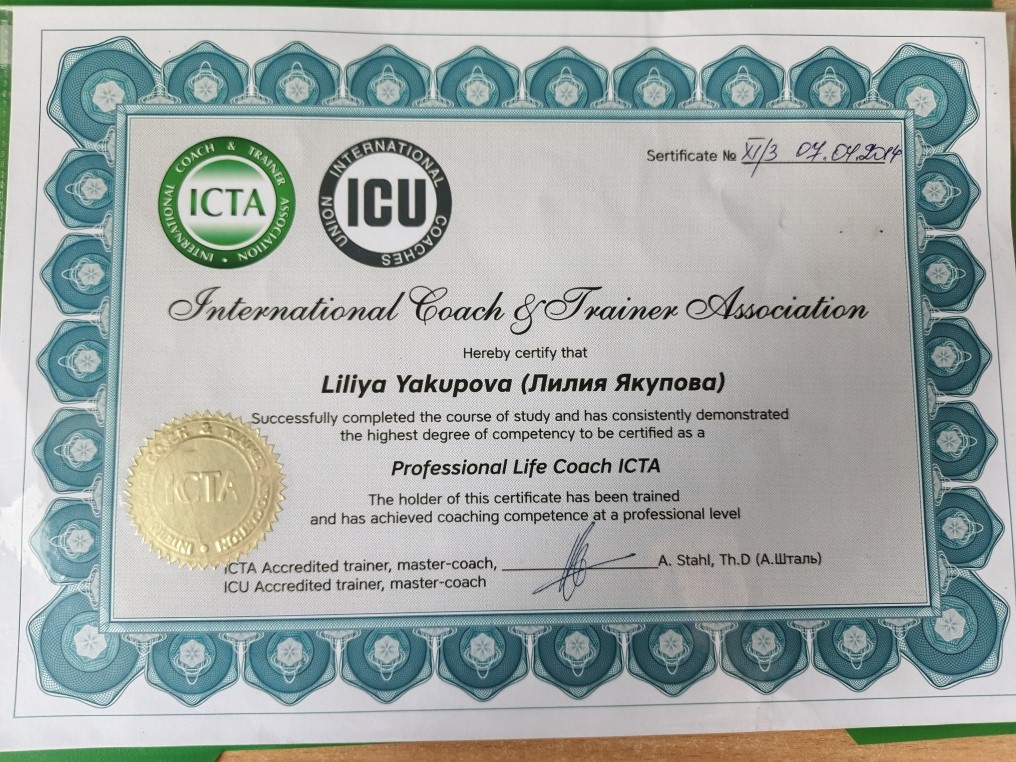 INTERNATIONAL COACH & TRAINER ASSOCIATION
ICTA
INTERNATIONAL COACHES UNION
ICU
Sertificate № XI/3 07.07.2014
International Coach & Trainer Association
Hereby certify that
Liliya Yakupova (Лилия Якупова)
Successfully completed the course of study and has consistently demonstrated
the highest degree of competency to be certified as a
Professional Life Coach ICTA
The holder of this certificate has been trained
and has achieved coaching competence at a professional level
ICTA
ICTA Accredited trainer, master-coach, A. Stahl, Th.D (А.Шталь)
ICU Accredited trainer, master-coach